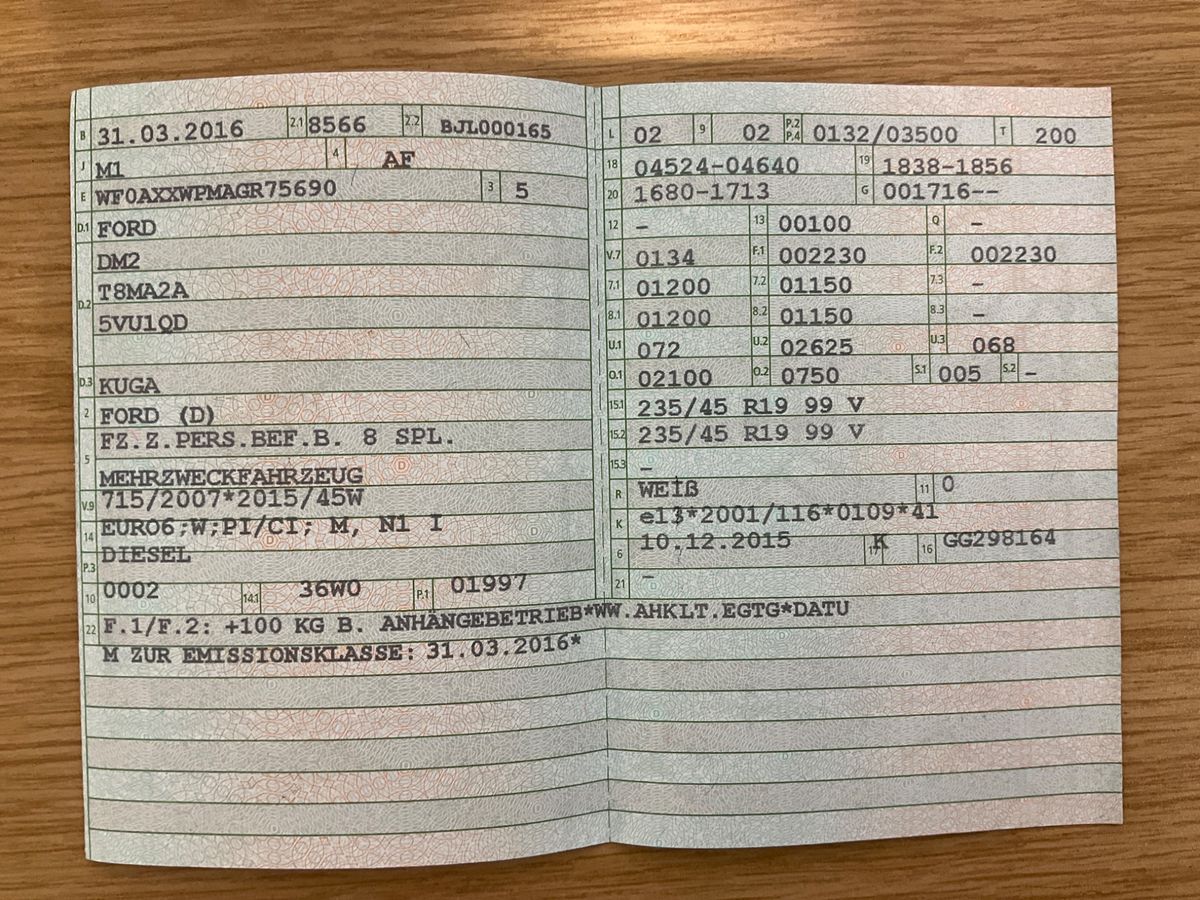 B 31.03.2016 2.1 8566 2.2 BJL000165
J M1 4 AF
E WF0AXXWPMAGR75690 3 5
D.1 FORD
DM2
D.2 T8MA2A
5VU1QD
D.3 KUGA
2 FORD (D)
FZ.Z.PERS.BEF.B. 8 SPL.
5 MEHRZWECKFAHRZEUG
V.9 715/2007*2015/45W
14 EURO6;W;PI/CI; M, N1 I
P.3 DIESEL
10 0002 14.1 36W0 P.1 01997
L 02 9 02 P.2 P.4 0132/03500 T 200
18 04524-04640 19 1838-1856
20 1680-1713 G 001716--
12 - 13 00100 Q -
V.7 0134 F.1 002230 F.2 002230
7.1 01200 7.2 01150 7.3 -
8.1 01200 8.2 01150 8.3 -
U.1 072 U.2 02625 U.3 068
O.1 02100 O.2 0750 S.1 005 S.2 -
15.1 235/45 R19 99 V
15.2 235/45 R19 99 V
15.3 -
R WEIß 11 0
K e13*2001/116*0109*41
6 10.12.2015 17 K 16 GG298164
21 -
22 F.1/F.2: +100 KG B. ANHÄNGEBETRIEB*WW.AHKLT.EGTG*DATU
M ZUR EMISSIONSKLASSE: 31.03.2016*